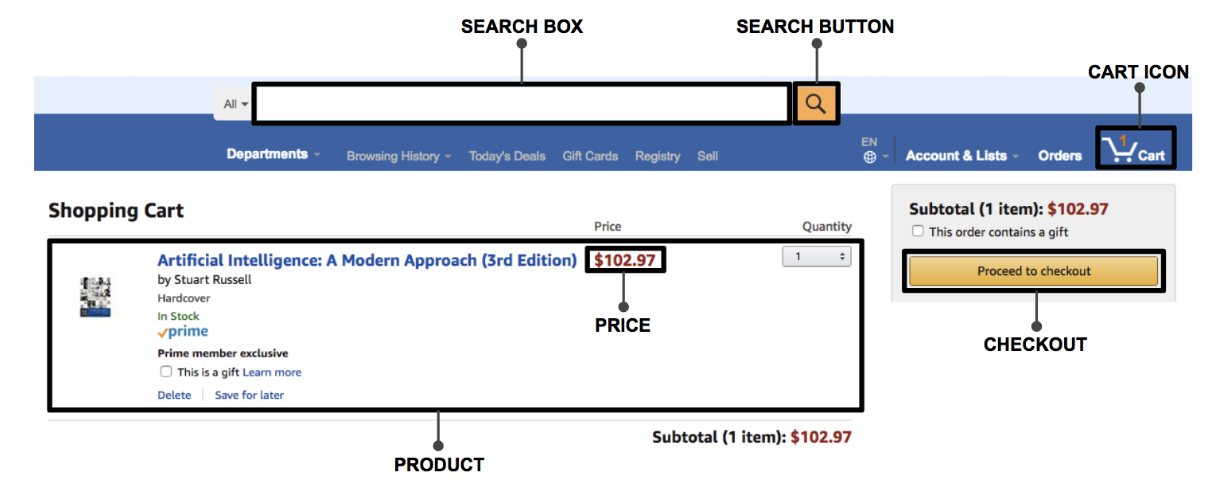 SEARCH BOX
SEARCH BUTTON
CART ICON
All
EN
Departments
Browsing History
Today's Deals
Gift Cards
Registry
Sell
Account & Lists
Orders
1
Cart
Shopping Cart
Price
Quantity
Artificial Intelligence: A Modern Approach (3rd Edition)
$102.97
1
by Stuart Russell
Hardcover
In Stock
prime
Prime member exclusive
This is a gift Learn more
Delete
Save for later
PRICE
Subtotal (1 item): $102.97
This order contains a gift
Proceed to checkout
CHECKOUT
Subtotal (1 item): $102.97
PRODUCT